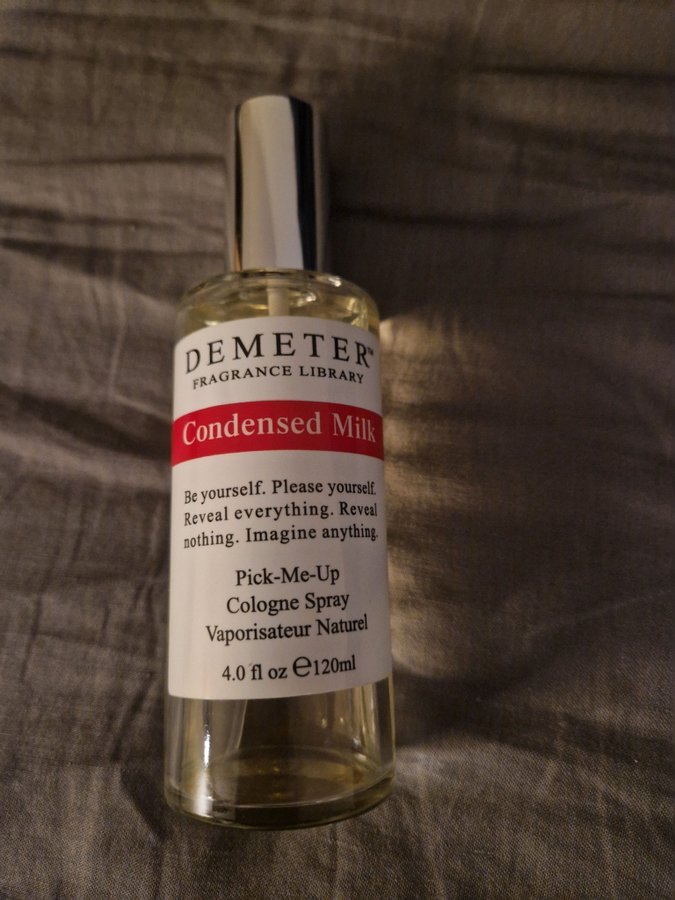 DEMETER™
FRAGRANCE LIBRARY
Condensed Milk
Be yourself. Please yourself.
Reveal everything. Reveal
nothing. Imagine anything.
Pick-Me-Up
Cologne Spray
Vaporisateur Naturel
4.0 fl oz ℮120ml